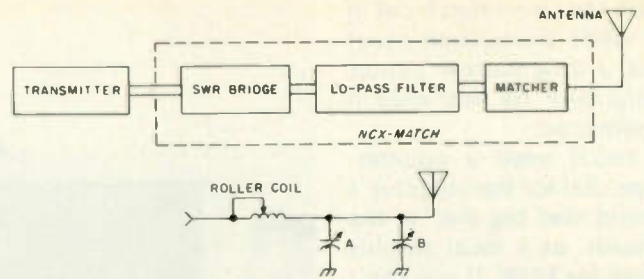 ANTENNA
TRANSMITTER
SWR BRIDGE
LO-PASS FILTER
MATCHER
NCX-MATCH
ROLLER COIL
A
B